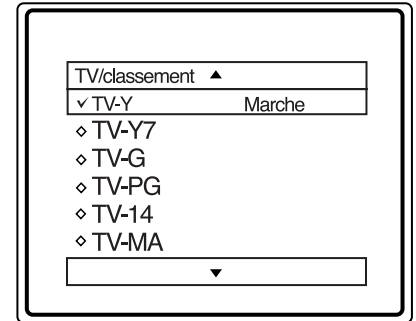 TV/classement ▲
✓ TV-Y Marche
◇ TV-Y7
◇ TV-G
◇ TV-PG
◇ TV-14
◇ TV-MA
▼